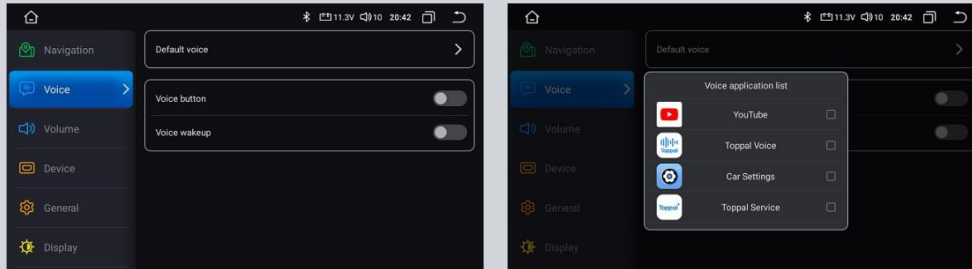 11.3V 10 20:42
Navigation
Default voice
Voice
Voice button
Volume
Voice wakeup
Device
General
Display
11.3V 10 20:42
Navigation
Default voice
Voice
Voice application list
YouTube
Volume
Toppal
Toppal Voice
Device
Car Settings
General
Toppal
Toppal Service
Display